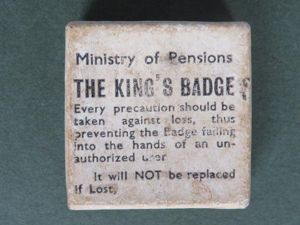 Ministry of Pensions
THE KING'S BADGE
Every precaution should be
taken against loss, thus
preventing the Badge falling
into the hands of an un-
authorized user
It will NOT be replaced
if Lost,